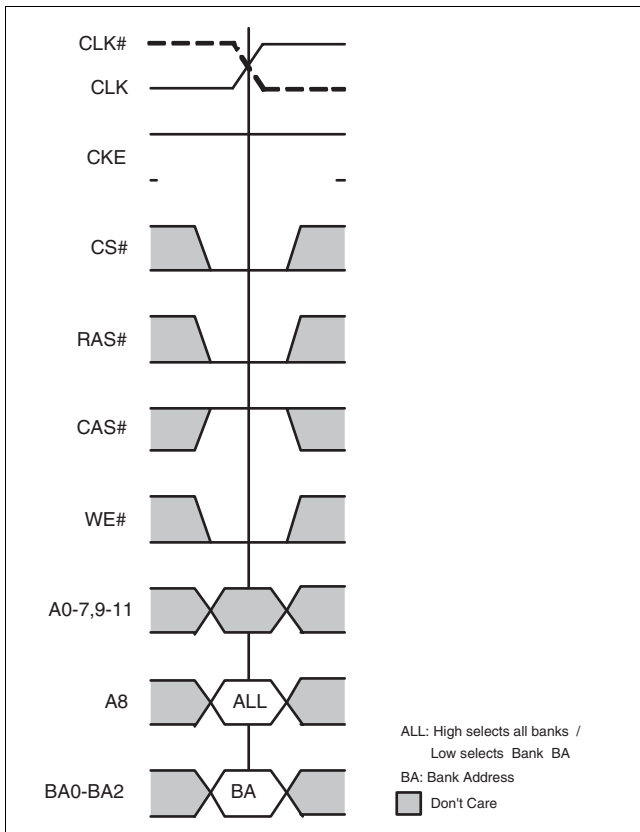 CLK#
CLK
CKE
CS#
RAS#
CAS#
WE#
A0-7,9-11
A8
ALL
BA0-BA2
BA
ALL: High selects all banks /
Low selects Bank BA
BA: Bank Address
Don't Care